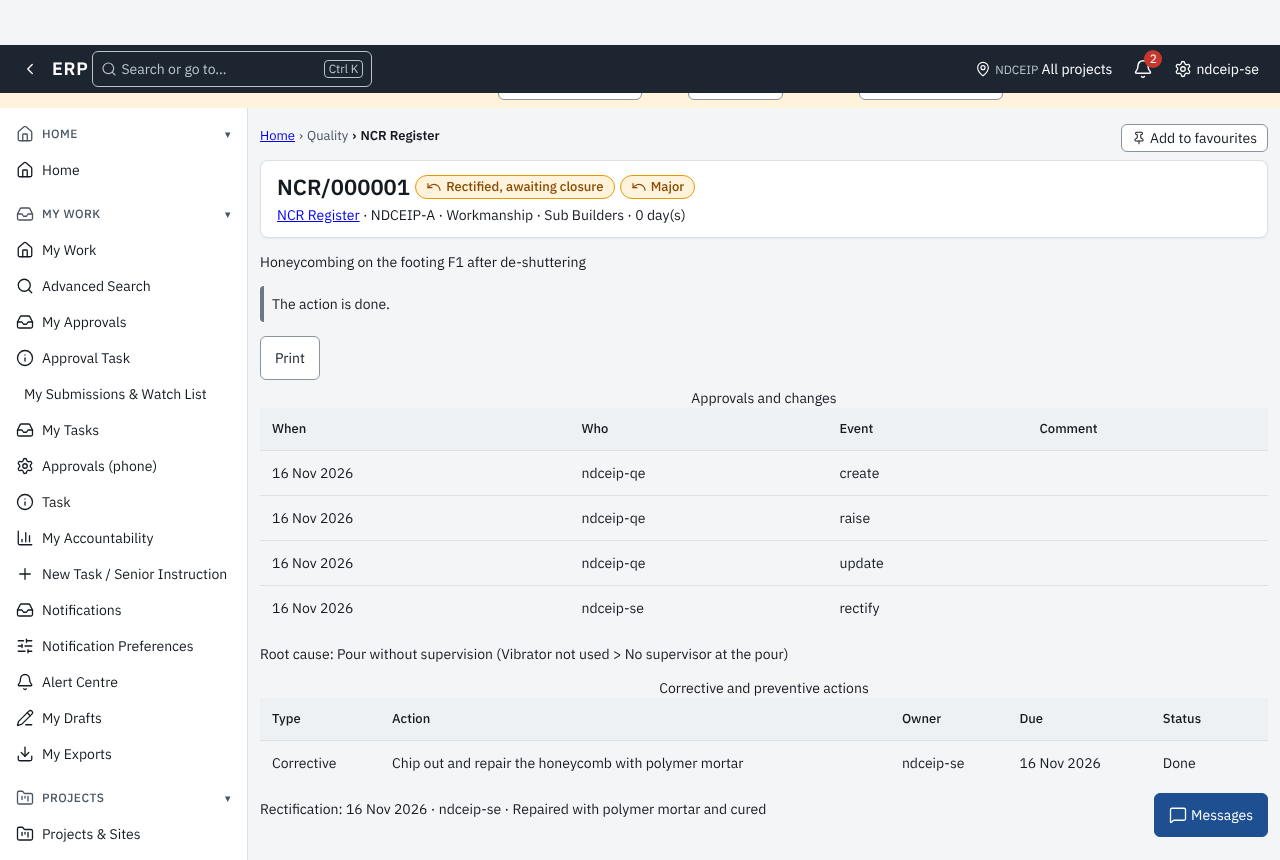 ERP
Search or go to...
Ctrl K
NDCEIP All projects
2
ndceip-se
HOME
Home
MY WORK
My Work
Advanced Search
My Approvals
Approval Task
My Submissions & Watch List
My Tasks
Approvals (phone)
Task
My Accountability
New Task / Senior Instruction
Notifications
Notification Preferences
Alert Centre
My Drafts
My Exports
PROJECTS
Projects & Sites
Home › Quality › NCR Register
Add to favourites
NCR/000001 Rectified, awaiting closure Major
NCR Register · NDCEIP-A · Workmanship · Sub Builders · 0 day(s)
Honeycombing on the footing F1 after de-shuttering
The action is done.
Print
Approvals and changes
When Who Event Comment
16 Nov 2026 ndceip-qe create
16 Nov 2026 ndceip-qe raise
16 Nov 2026 ndceip-qe update
16 Nov 2026 ndceip-se rectify
Root cause: Pour without supervision (Vibrator not used > No supervisor at the pour)
Corrective and preventive actions
Type Action Owner Due Status
Corrective Chip out and repair the honeycomb with polymer mortar ndceip-se 16 Nov 2026 Done
Rectification: 16 Nov 2026 · ndceip-se · Repaired with polymer mortar and cured
Messages